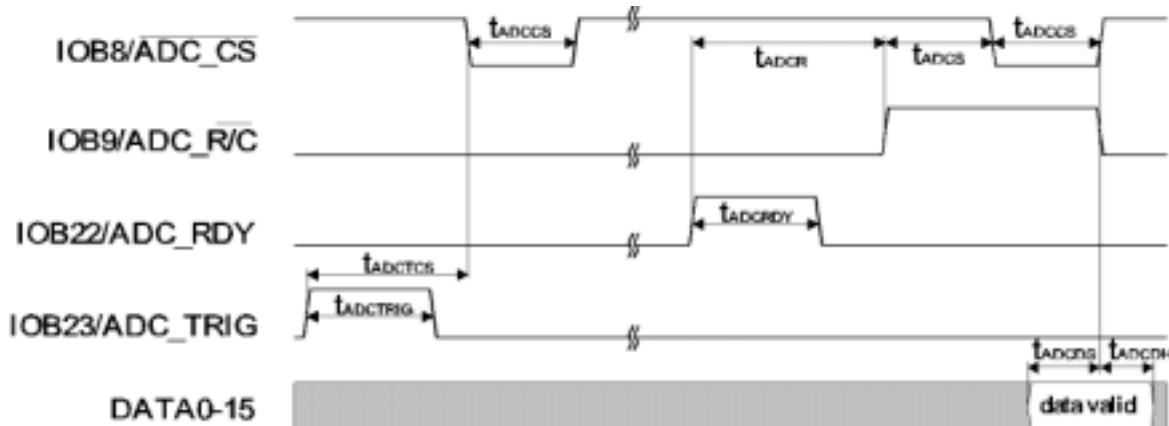 IOB8/ADC_CS
tADCCS
tADCCS
tADCR
tADCS
IOB9/ADC_R/C
IOB22/ADC_RDY
tADCRDY
tADCTCS
IOB23/ADC_TRIG
tADCTRIG
tADCDS
tADCDH
DATA0-15
data valid